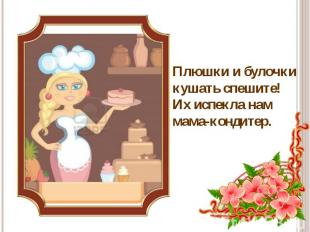 Плюшки и булочки
кушать спешите!
Их испекла нам
мама-кондитер.